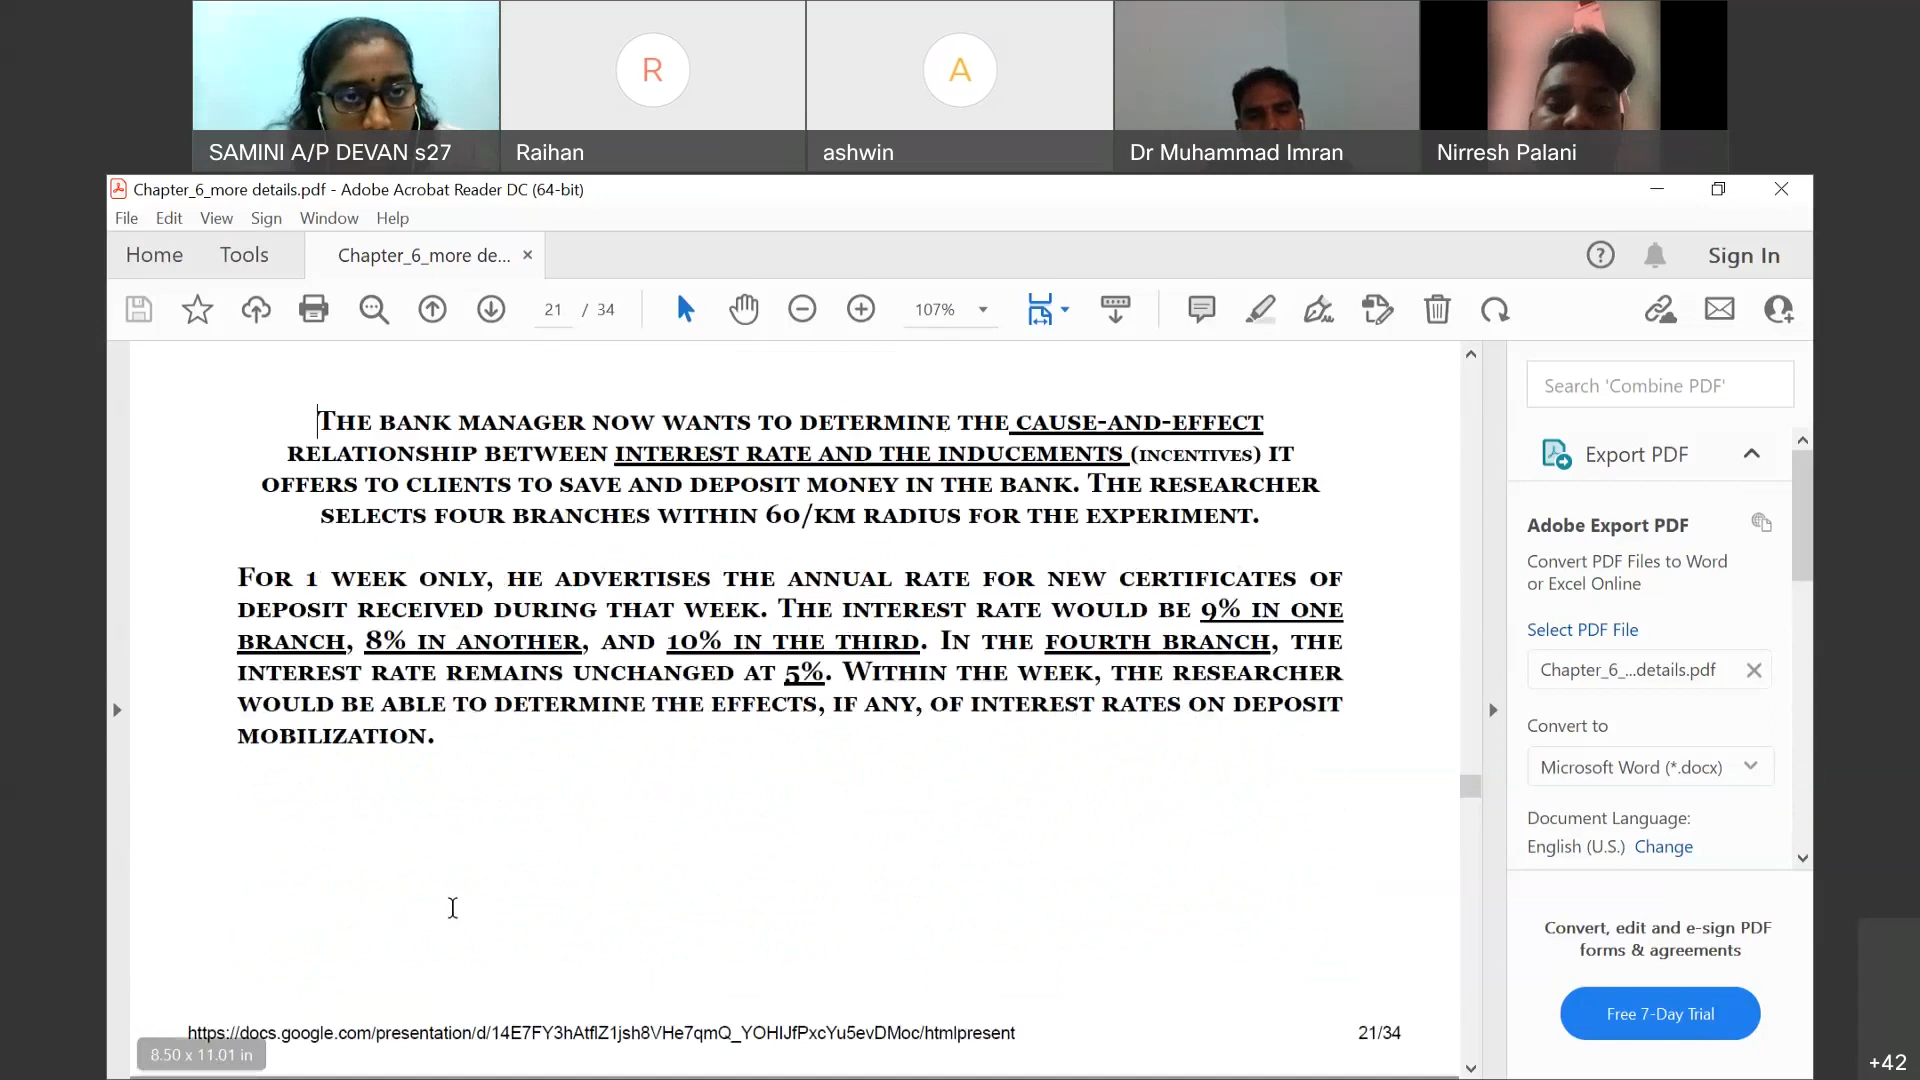 R
A
SAMINI A/P DEVAN s27
Raihan
ashwin
Dr Muhammad Imran
Nirresh Palani
Chapter_6_more details.pdf - Adobe Acrobat Reader DC (64-bit)
File Edit View Sign Window Help
Home Tools Chapter_6_more de... × ? Sign In
21 / 34 107%
THE BANK MANAGER NOW WANTS TO DETERMINE THE CAUSE-AND-EFFECT
RELATIONSHIP BETWEEN INTEREST RATE AND THE INDUCEMENTS (INCENTIVES) IT
OFFERS TO CLIENTS TO SAVE AND DEPOSIT MONEY IN THE BANK. THE RESEARCHER
SELECTS FOUR BRANCHES WITHIN 60/KM RADIUS FOR THE EXPERIMENT.
FOR 1 WEEK ONLY, HE ADVERTISES THE ANNUAL RATE FOR NEW CERTIFICATES OF
DEPOSIT RECEIVED DURING THAT WEEK. THE INTEREST RATE WOULD BE 9% IN ONE
BRANCH, 8% IN ANOTHER, AND 10% IN THE THIRD. IN THE FOURTH BRANCH, THE
INTEREST RATE REMAINS UNCHANGED AT 5%. WITHIN THE WEEK, THE RESEARCHER
WOULD BE ABLE TO DETERMINE THE EFFECTS, IF ANY, OF INTEREST RATES ON DEPOSIT
MOBILIZATION.
https://docs.google.com/presentation/d/14E7FY3hAtflZ1jsh8VHe7qmQ_YOHIJfPxcYu5evDMoc/htmlpresent
21/34
8.50 x 11.01 in
Search 'Combine PDF'
Export PDF
Adobe Export PDF
Convert PDF Files to Word
or Excel Online
Select PDF File
Chapter_6_...details.pdf
Convert to
Microsoft Word (*.docx)
Document Language:
English (U.S.) Change
Convert, edit and e-sign PDF
forms & agreements
Free 7-Day Trial
+42